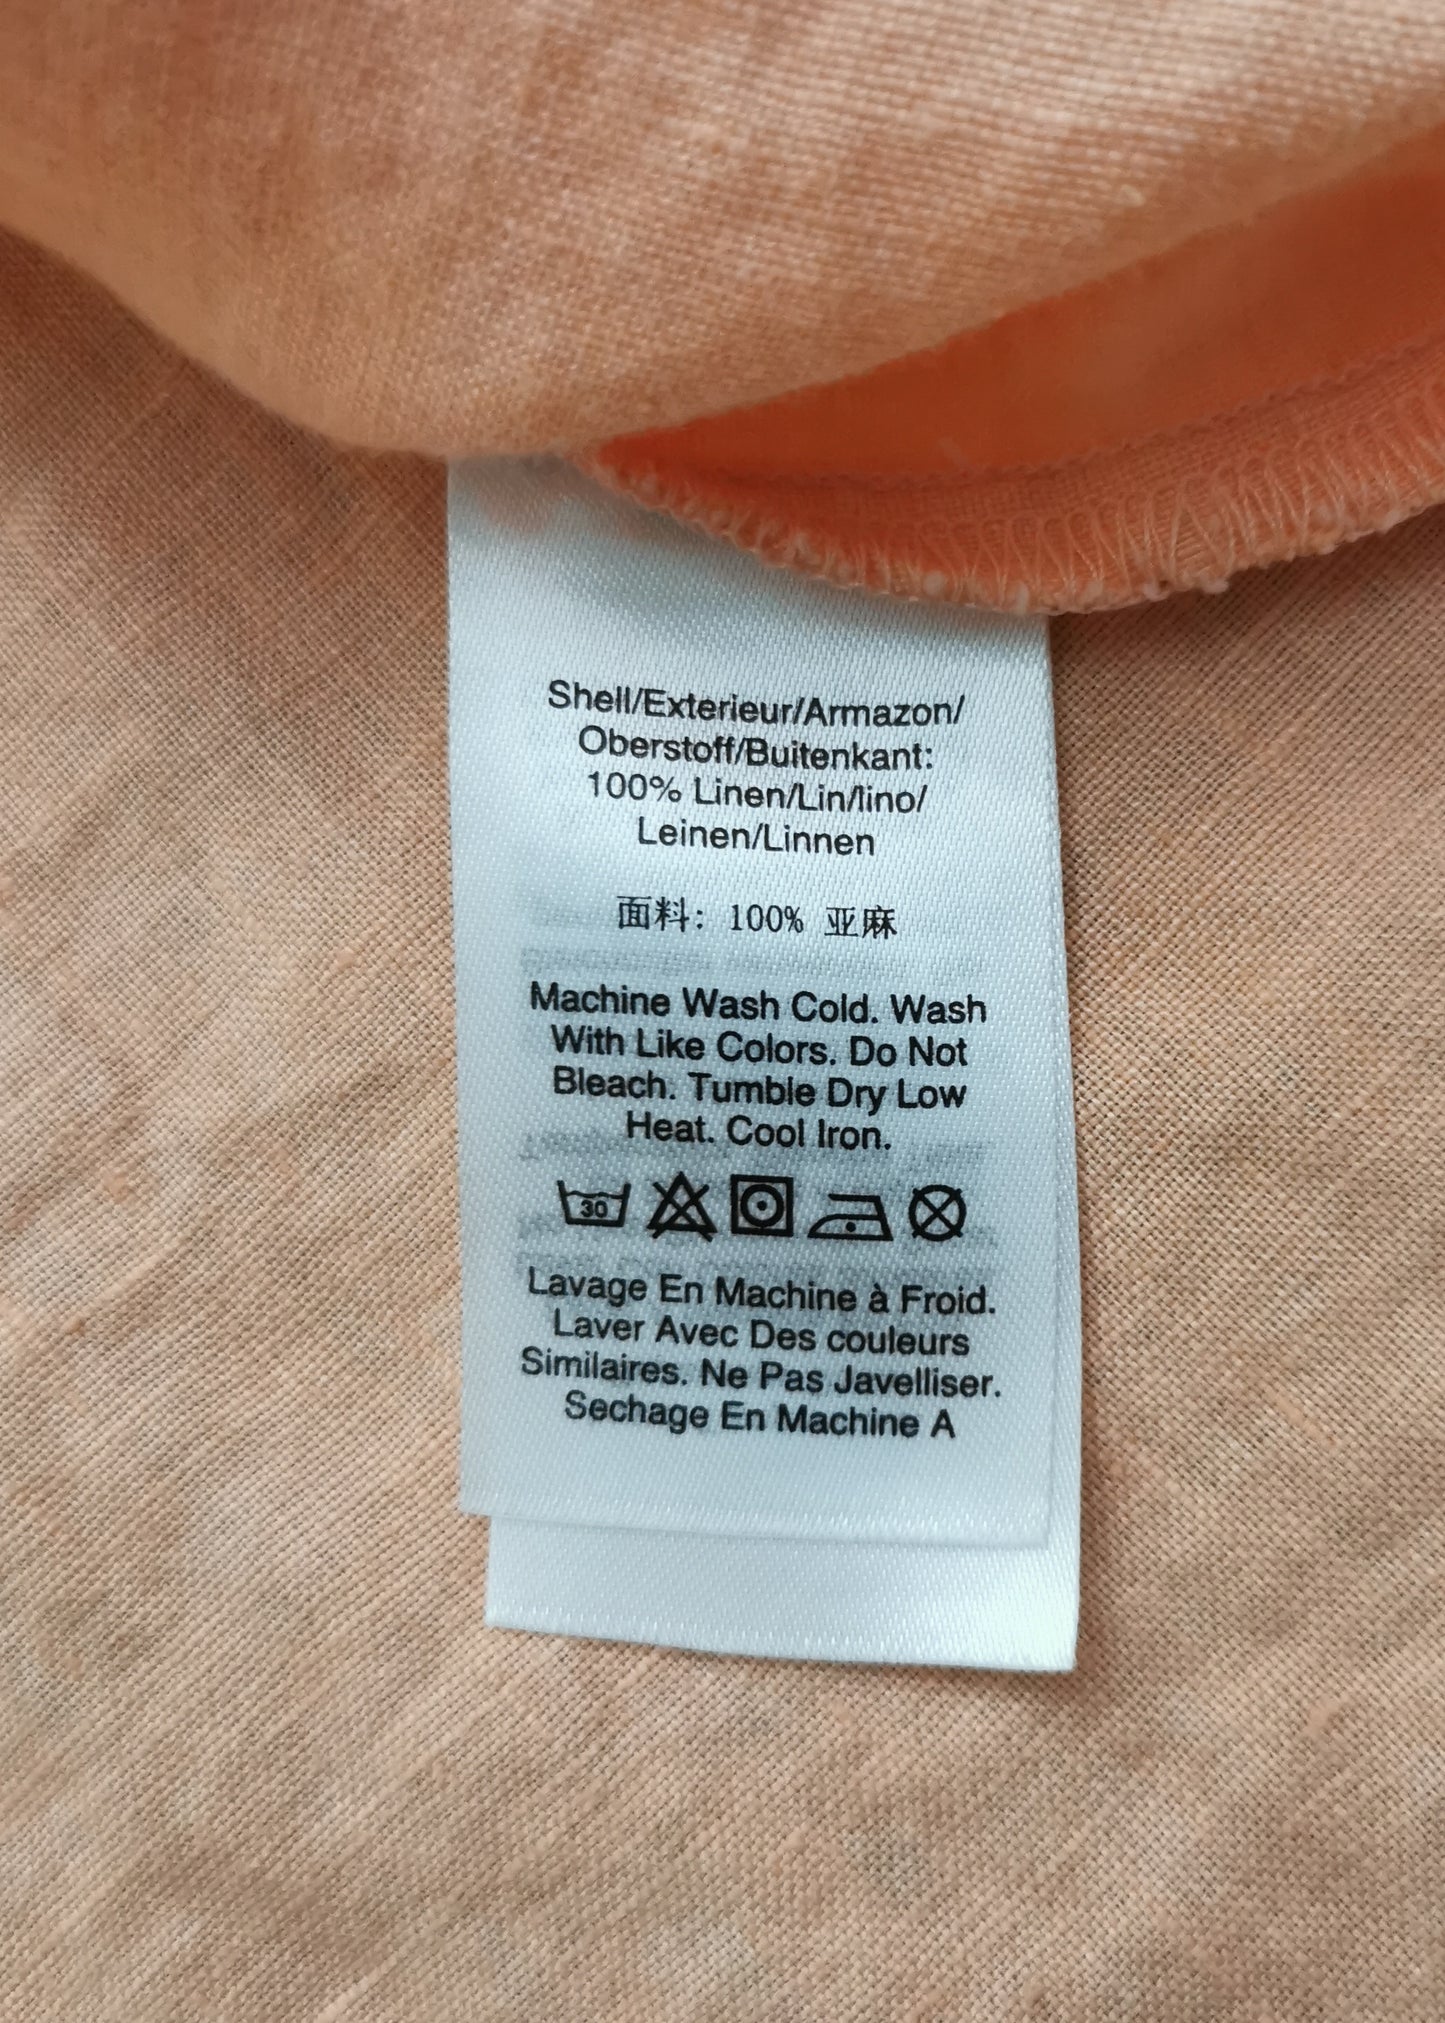 Shell/Exterieur/Armazon/
Oberstoff/Buitenkant:
100% Linen/Lin/lino/
Leinen/Linnen
面料: 100% 亚麻
Machine Wash Cold. Wash
With Like Colors. Do Not
Bleach. Tumble Dry Low
Heat. Cool Iron.
30
Lavage En Machine à Froid.
Laver Avec Des couleurs
Similaires. Ne Pas Javelliser.
Sechage En Machine A